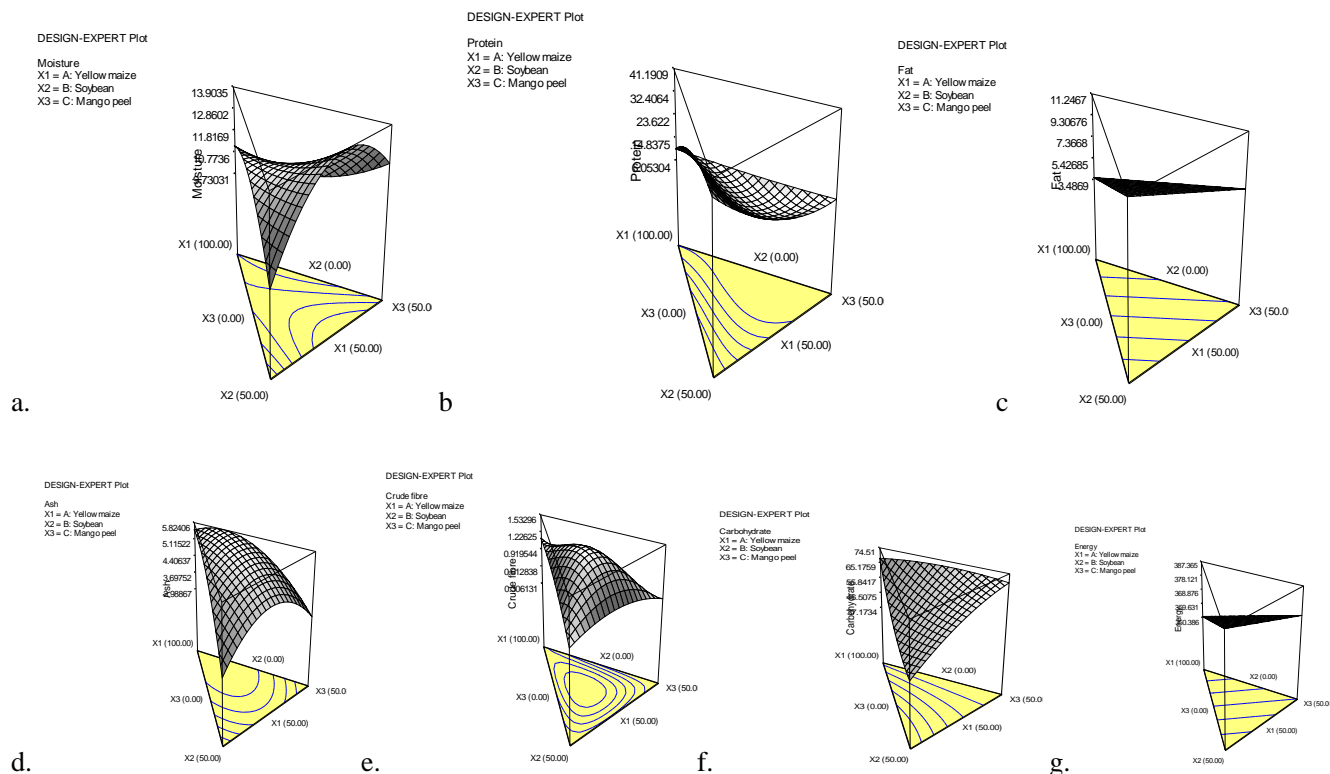 DESIGN-EXPERT Plot
Moisture
X1 = A: Yellow maize
X2 = B: Soybean
X3 = C: Mango peel
13.9035
12.8602
11.8169
Moisture
X1 (100.00)
X2 (0.00)
X3 (0.00)
X3 (50.0
X1 (50.00)
X2 (50.00)
a.
DESIGN-EXPERT Plot
Protein
X1 = A: Yellow maize
X2 = B: Soybean
X3 = C: Mango peel
41.1909
32.4064
23.622
14.8375
Protein
X1 (100.00)
X2 (0.00)
X3 (0.00)
X3 (50.0
X1 (50.00)
X2 (50.00)
b
DESIGN-EXPERT Plot
Fat
X1 = A: Yellow maize
X2 = B: Soybean
X3 = C: Mango peel
11.2467
9.30676
7.3668
5.42685
3.4869
Fat
X1 (100.00)
X2 (0.00)
X3 (0.00)
X3 (50.0
X1 (50.00)
X2 (50.00)
c
DESIGN-EXPERT Plot
Ash
X1 = A: Yellow maize
X2 = B: Soybean
X3 = C: Mango peel
5.82406
5.11522
4.40637
3.69752
Ash
X1 (100.00)
X2 (0.00)
X3 (0.00)
X3 (50.0
X1 (50.00)
X2 (50.00)
d.
DESIGN-EXPERT Plot
Crude fibre
X1 = A: Yellow maize
X2 = B: Soybean
X3 = C: Mango peel
1.53296
1.22625
0.919544
Crude fibre
X1 (100.00)
X2 (0.00)
X3 (0.00)
X3 (50.0
X1 (50.00)
X2 (50.00)
e.
DESIGN-EXPERT Plot
Carbohydrate
X1 = A: Yellow maize
X2 = B: Soybean
X3 = C: Mango peel
74.51
65.1759
Carbohydrate
X1 (100.00)
X2 (0.00)
X3 (0.00)
X3 (50.0
X1 (50.00)
X2 (50.00)
f.
DESIGN-EXPERT Plot
Energy
X1 = A: Yellow maize
X2 = B: Soybean
X3 = C: Mango peel
387.365
378.121
368.876
Energy
X1 (100.00)
X2 (0.00)
X3 (0.00)
X3 (50.0
X1 (50.00)
X2 (50.00)
g.